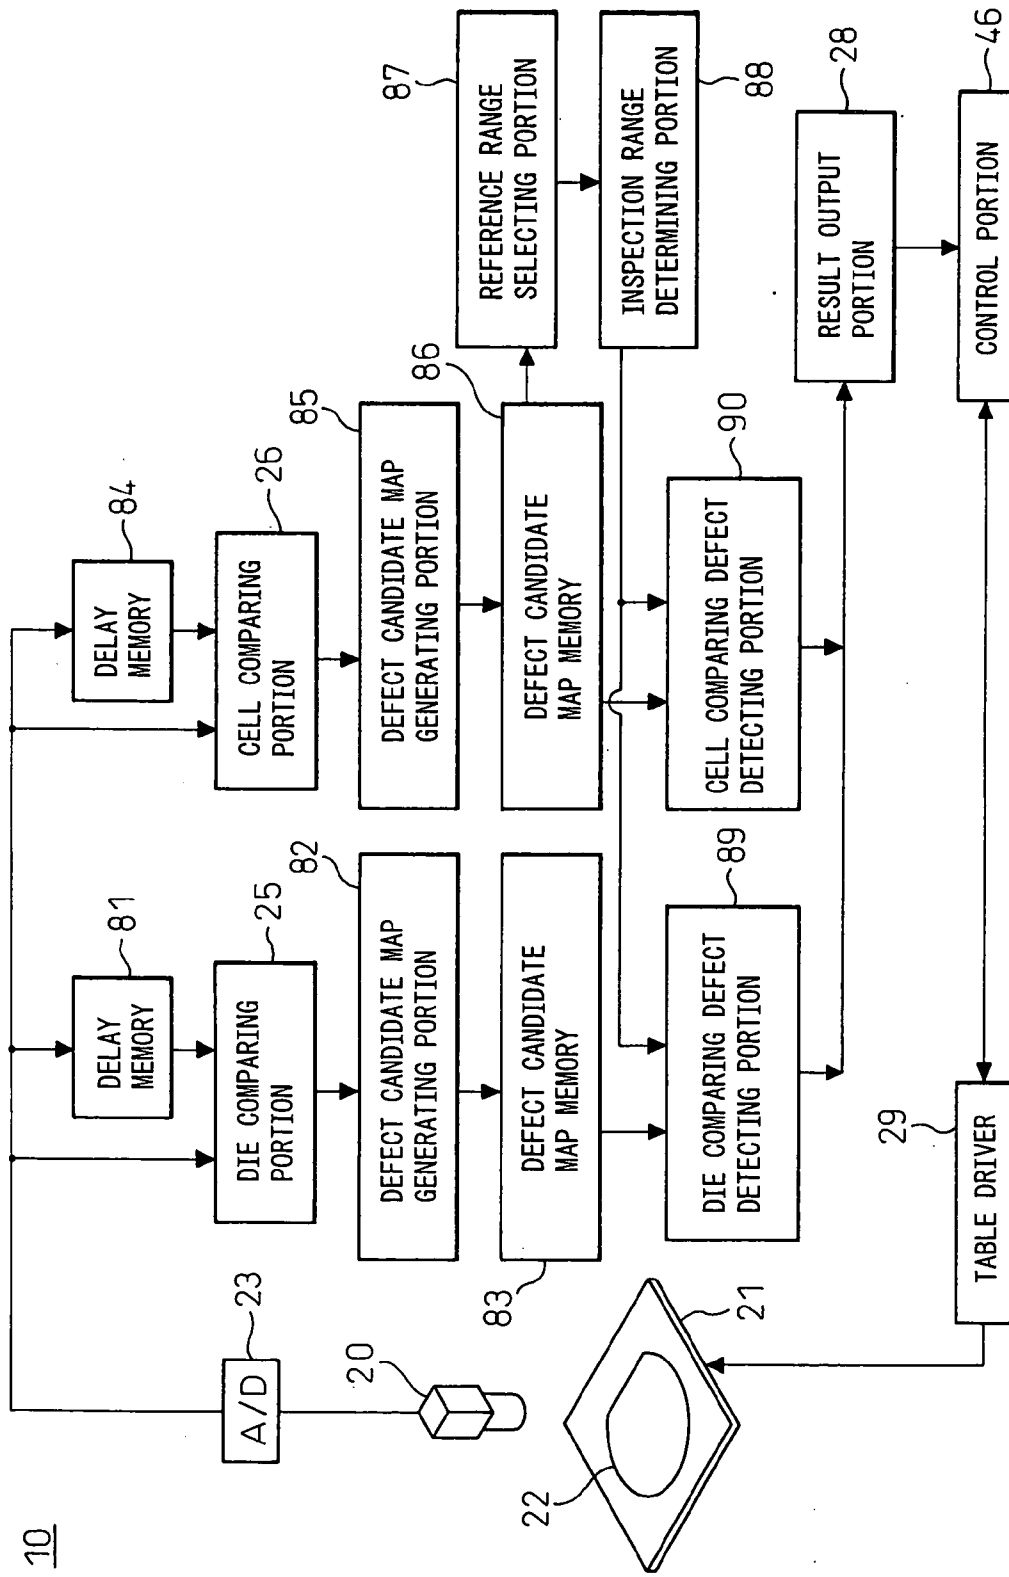 10
A/D
23
20
22
21
DELAY
MEMORY
81
DIE COMPARING
PORTION
25
DEFECT CANDIDATE MAP
GENERATING PORTION
82
DEFECT CANDIDATE
MAP MEMORY
83
DIE COMPARING DEFECT
DETECTING PORTION
89
TABLE DRIVER
29
DELAY
MEMORY
84
CELL COMPARING
PORTION
26
DEFECT CANDIDATE MAP
GENERATING PORTION
85
DEFECT CANDIDATE
MAP MEMORY
86
CELL COMPARING DEFECT
DETECTING PORTION
90
REFERENCE RANGE
SELECTING PORTION
87
INSPECTION RANGE
DETERMINING PORTION
88
RESULT OUTPUT
PORTION
28
CONTROL PORTION
46